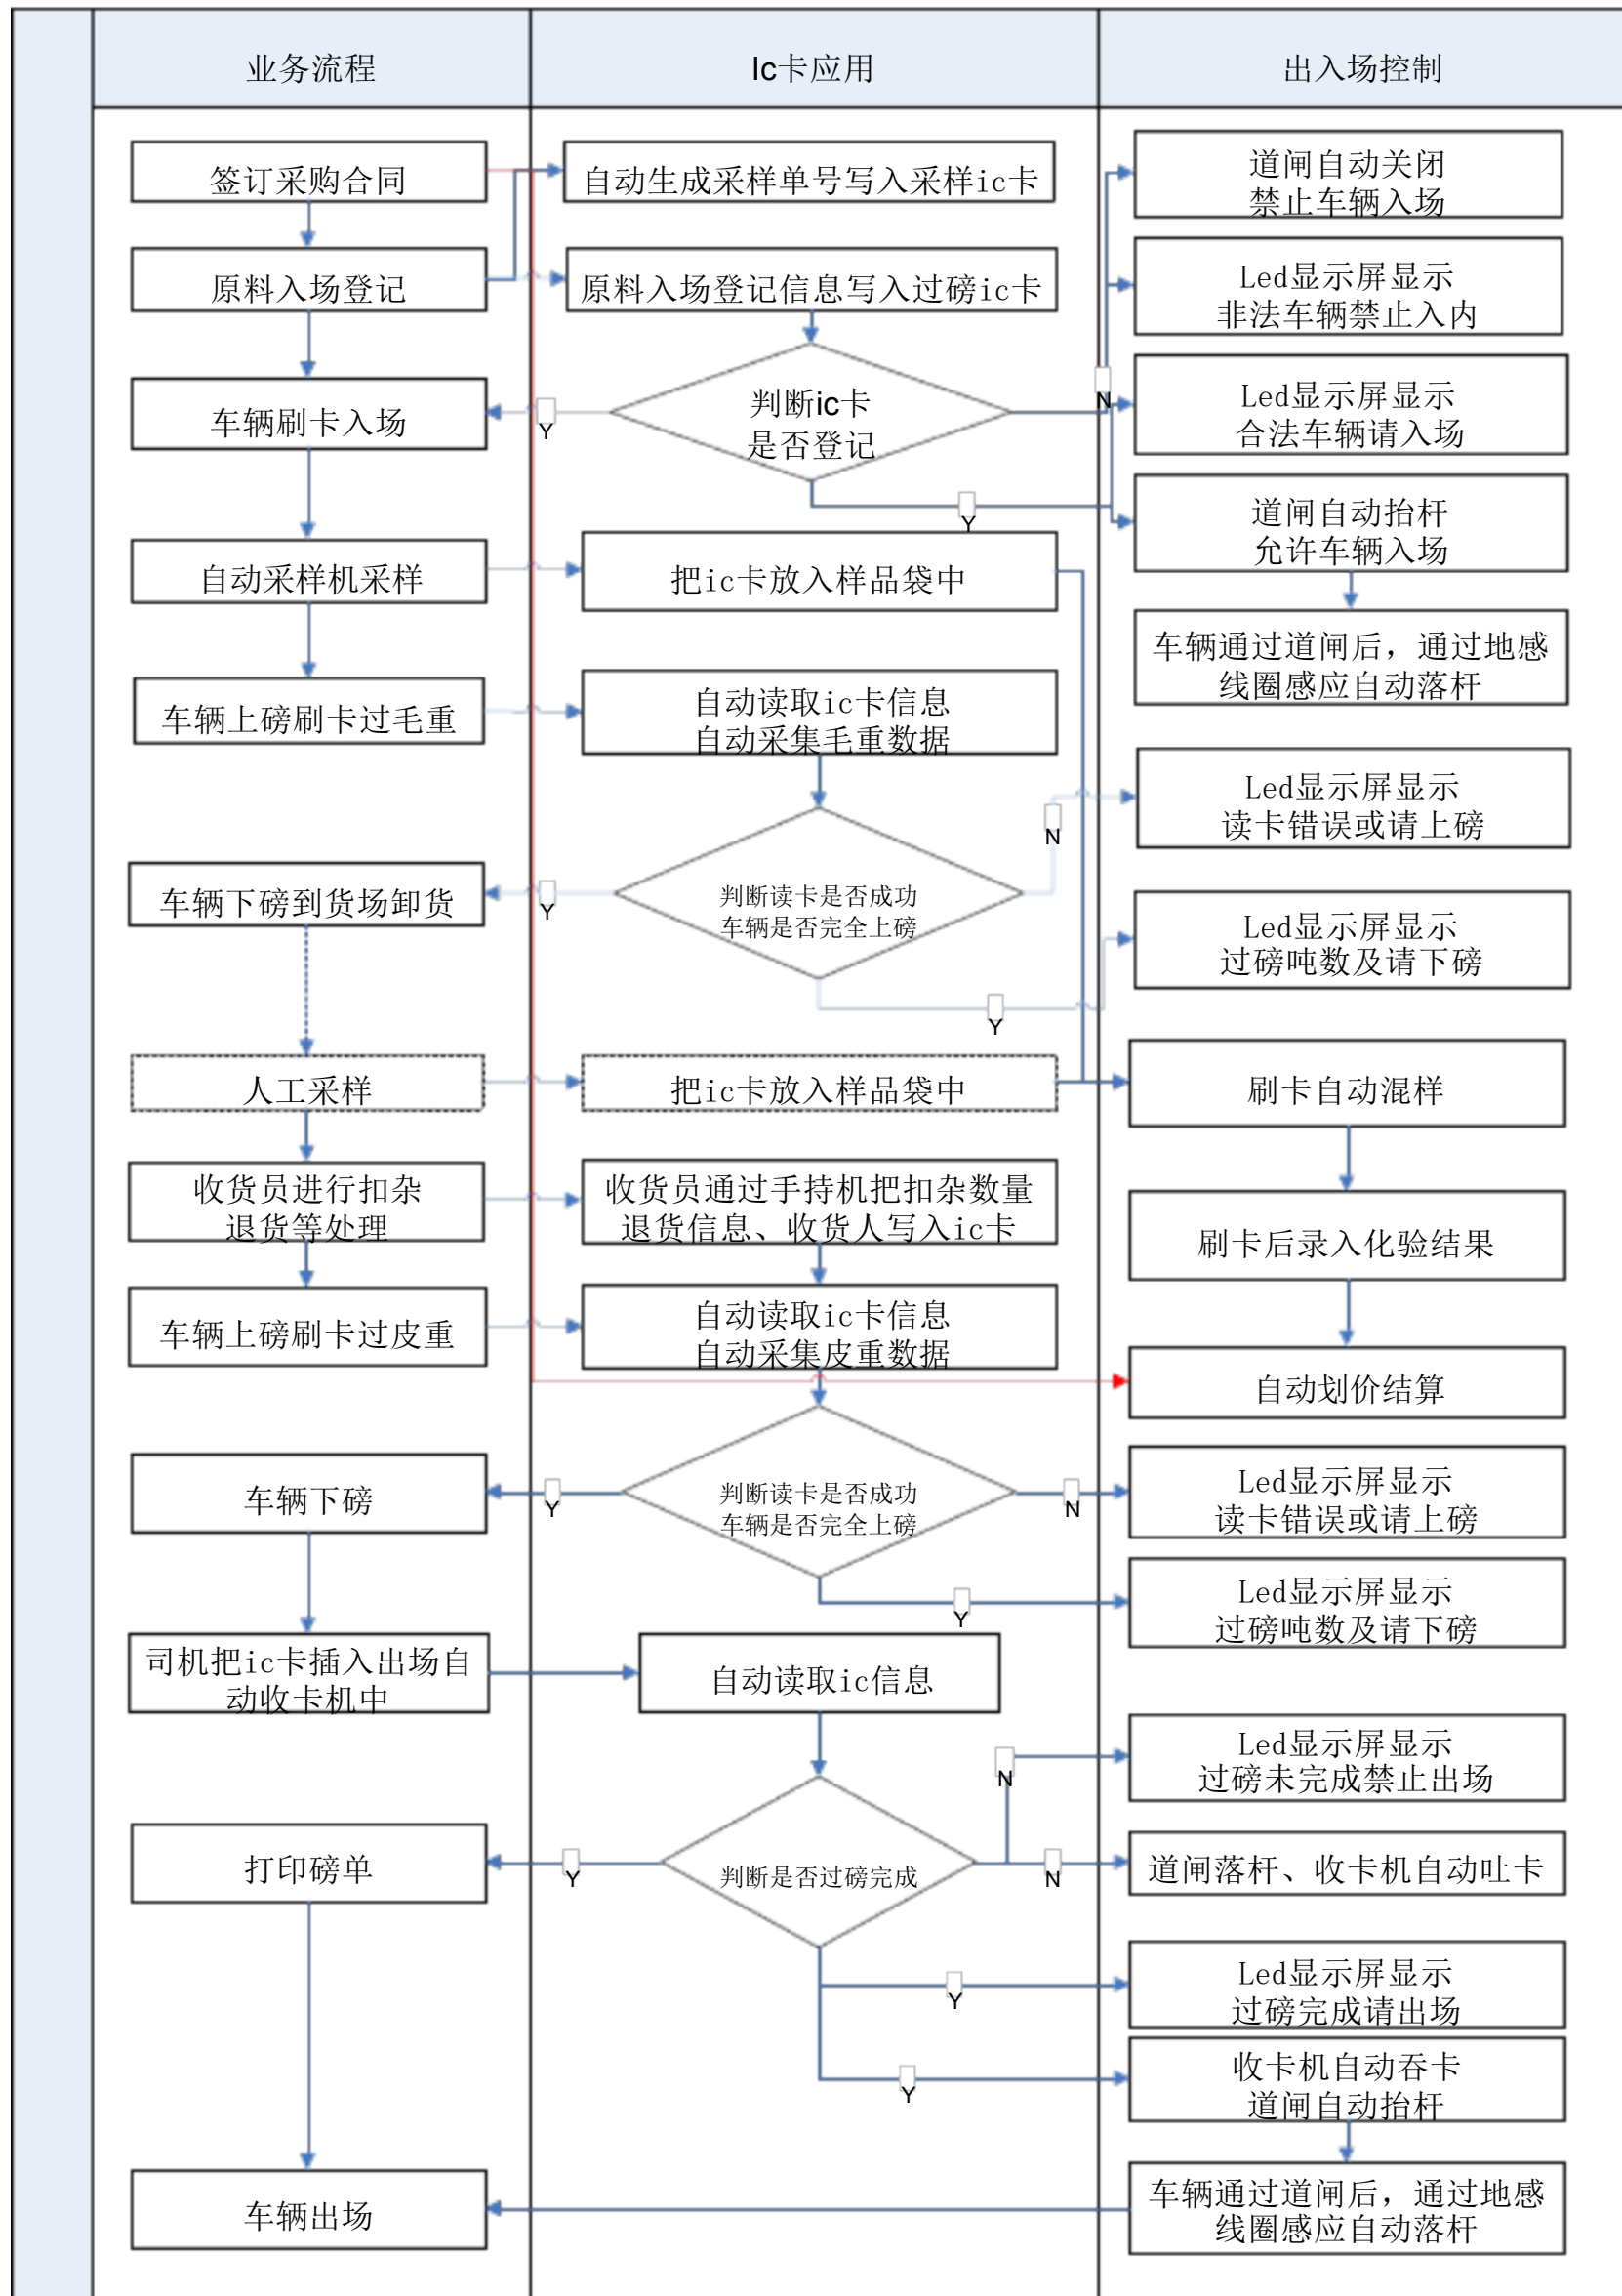 业务流程
Ic卡应用
出入场控制
签订采购合同
自动生成采样单号写入采样ic卡
道闸自动关闭
禁止车辆入场
原料入场登记
原料入场登记信息写入过磅ic卡
Led显示屏显示
非法车辆禁止入内
车辆刷卡入场
Y
判断ic卡
是否登记
N
Led显示屏显示
合法车辆请入场
Y
道闸自动抬杆
允许车辆入场
自动采样机采样
把ic卡放入样品袋中
车辆通过道闸后，通过地感
线圈感应自动落杆
车辆上磅刷卡过毛重
自动读取ic卡信息
自动采集毛重数据
N
Led显示屏显示
读卡错误或请上磅
车辆下磅到货场卸货
Y
判断读卡是否成功
车辆是否完全上磅
Led显示屏显示
过磅吨数及请下磅
Y
人工采样
把ic卡放入样品袋中
刷卡自动混样
收货员进行扣杂
退货等处理
收货员通过手持机把扣杂数量
退货信息、收货人写入ic卡
刷卡后录入化验结果
车辆上磅刷卡过皮重
自动读取ic卡信息
自动采集皮重数据
自动划价结算
车辆下磅
Y
判断读卡是否成功
车辆是否完全上磅
N
Led显示屏显示
读卡错误或请上磅
Y
Led显示屏显示
过磅吨数及请下磅
司机把ic卡插入出场自
动收卡机中
自动读取ic信息
N
Led显示屏显示
过磅未完成禁止出场
打印磅单
Y
判断是否过磅完成
N
道闸落杆、收卡机自动吐卡
Y
Led显示屏显示
过磅完成请出场
Y
收卡机自动吞卡
道闸自动抬杆
车辆出场
车辆通过道闸后，通过地感
线圈感应自动落杆